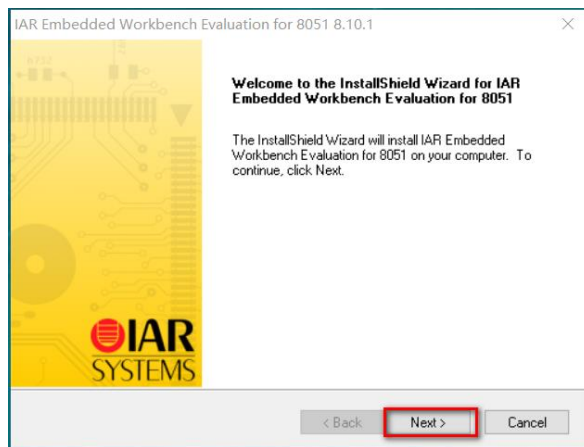 IAR Embedded Workbench Evaluation for 8051 8.10.1
Welcome to the InstallShield Wizard for IAR
Embedded Workbench Evaluation for 8051
The InstallShield Wizard will install IAR Embedded
Workbench Evaluation for 8051 on your computer. To
continue, click Next.
IAR
SYSTEMS
< Back
Next >
Cancel